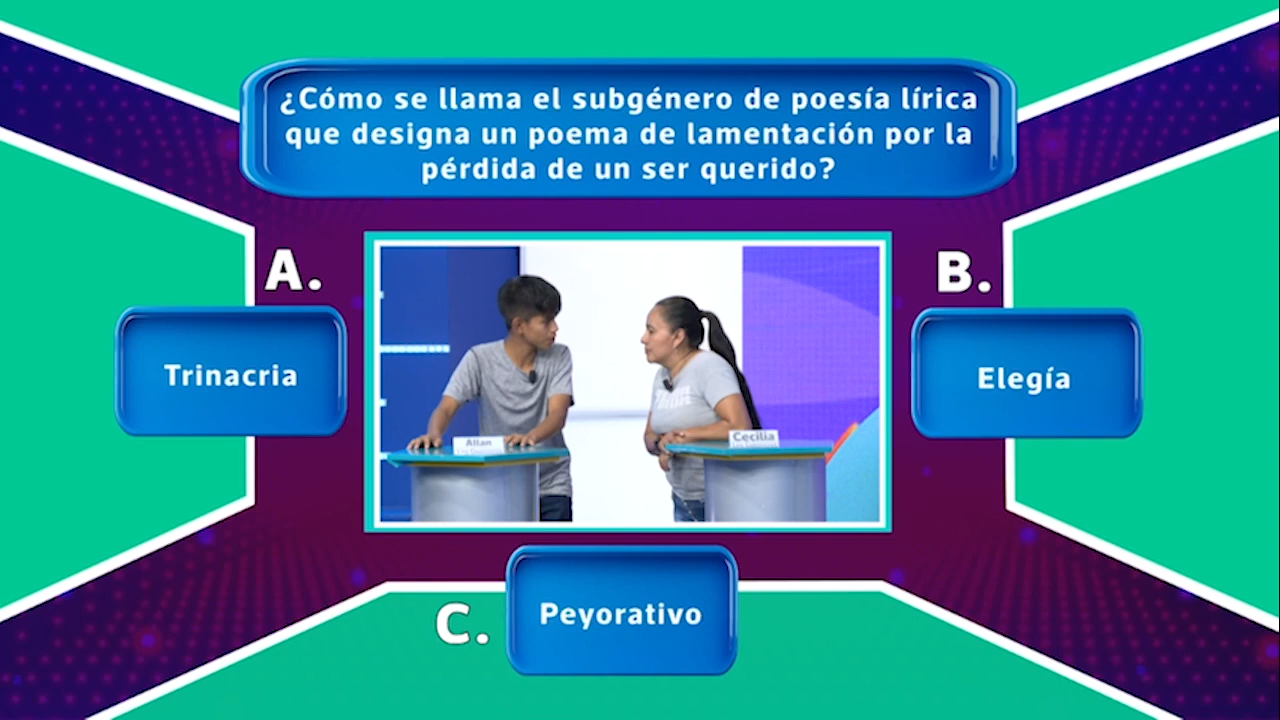 ¿Cómo se llama el subgénero de poesía lírica
que designa un poema de lamentación por la
pérdida de un ser querido?
A.
Trinacria
B.
Elegía
Allan
Cecilia
C.
Peyorativo